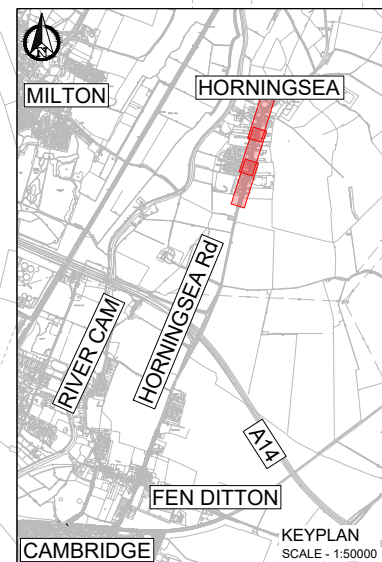 N
MILTON
HORNINGSEA
RIVER CAM
HORNINGSEA Rd
A14
FEN DITTON
CAMBRIDGE
KEYPLAN
SCALE - 1:50000